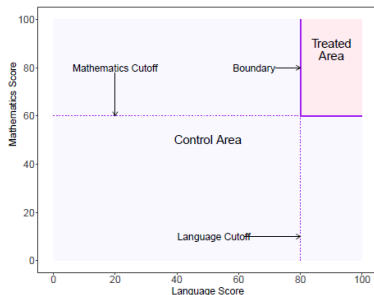 100
80
60
40
20
0
Mathematics Score
Treated
Area
Mathematics Cutoff
Boundary
Control Area
Language Cutoff
0 20 40 60 80 100
Language Score